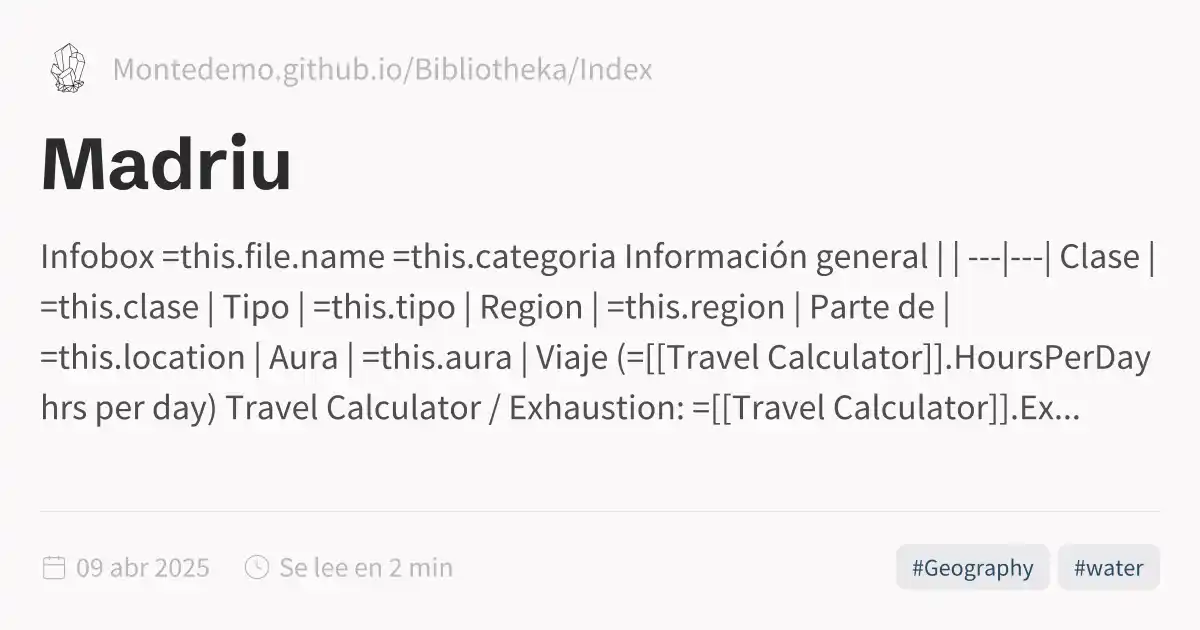 Montedemo.github.io/Bibliotheka/Index
Madriu
Infobox =this.file.name =this.categoria Información general | | ---|---| Clase |
=this.clase | Tipo | =this.tipo | Region | =this.region | Parte de |
=this.location | Aura | =this.aura | Viaje (=[[Travel Calculator]].HoursPerDay
hrs per day) Travel Calculator / Exhaustion: =[[Travel Calculator]].Ex...
09 abr 2025 Se lee en 2 min #Geography #water